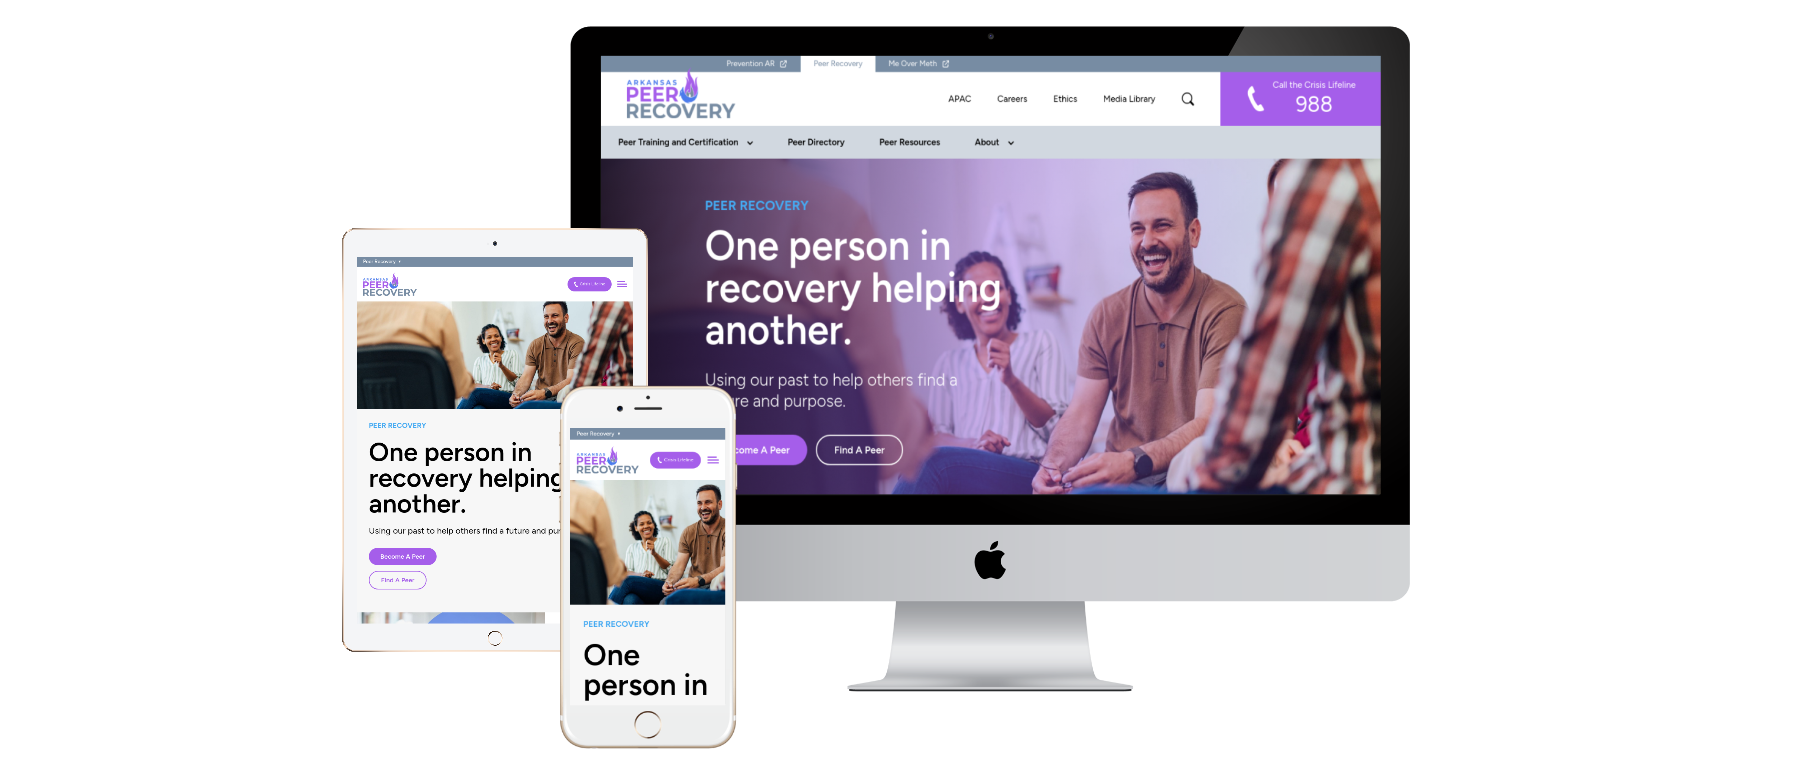 Prevention AR
Peer Recovery
Me Over Meth
ARKANSAS
PEER
RECOVERY
APAC
Careers
Ethics
Media Library
Call the Crisis Lifeline
988
Peer Training and Certification
Peer Directory
Peer Resources
About
PEER RECOVERY
One person in
recovery helping
another.
Using our past to help others find a
re and purpose.
come A Peer
Find A Peer
Peer Recovery
ARKANSAS
PEER
RECOVERY
Crisis Lifeline
PEER RECOVERY
One person in
recovery helping
another.
Using our past to help others find a future and pu
Become A Peer
Find A Peer
Peer Recovery
ARKANSAS
PEER
RECOVERY
Crisis Lifeline
PEER RECOVERY
One
person in